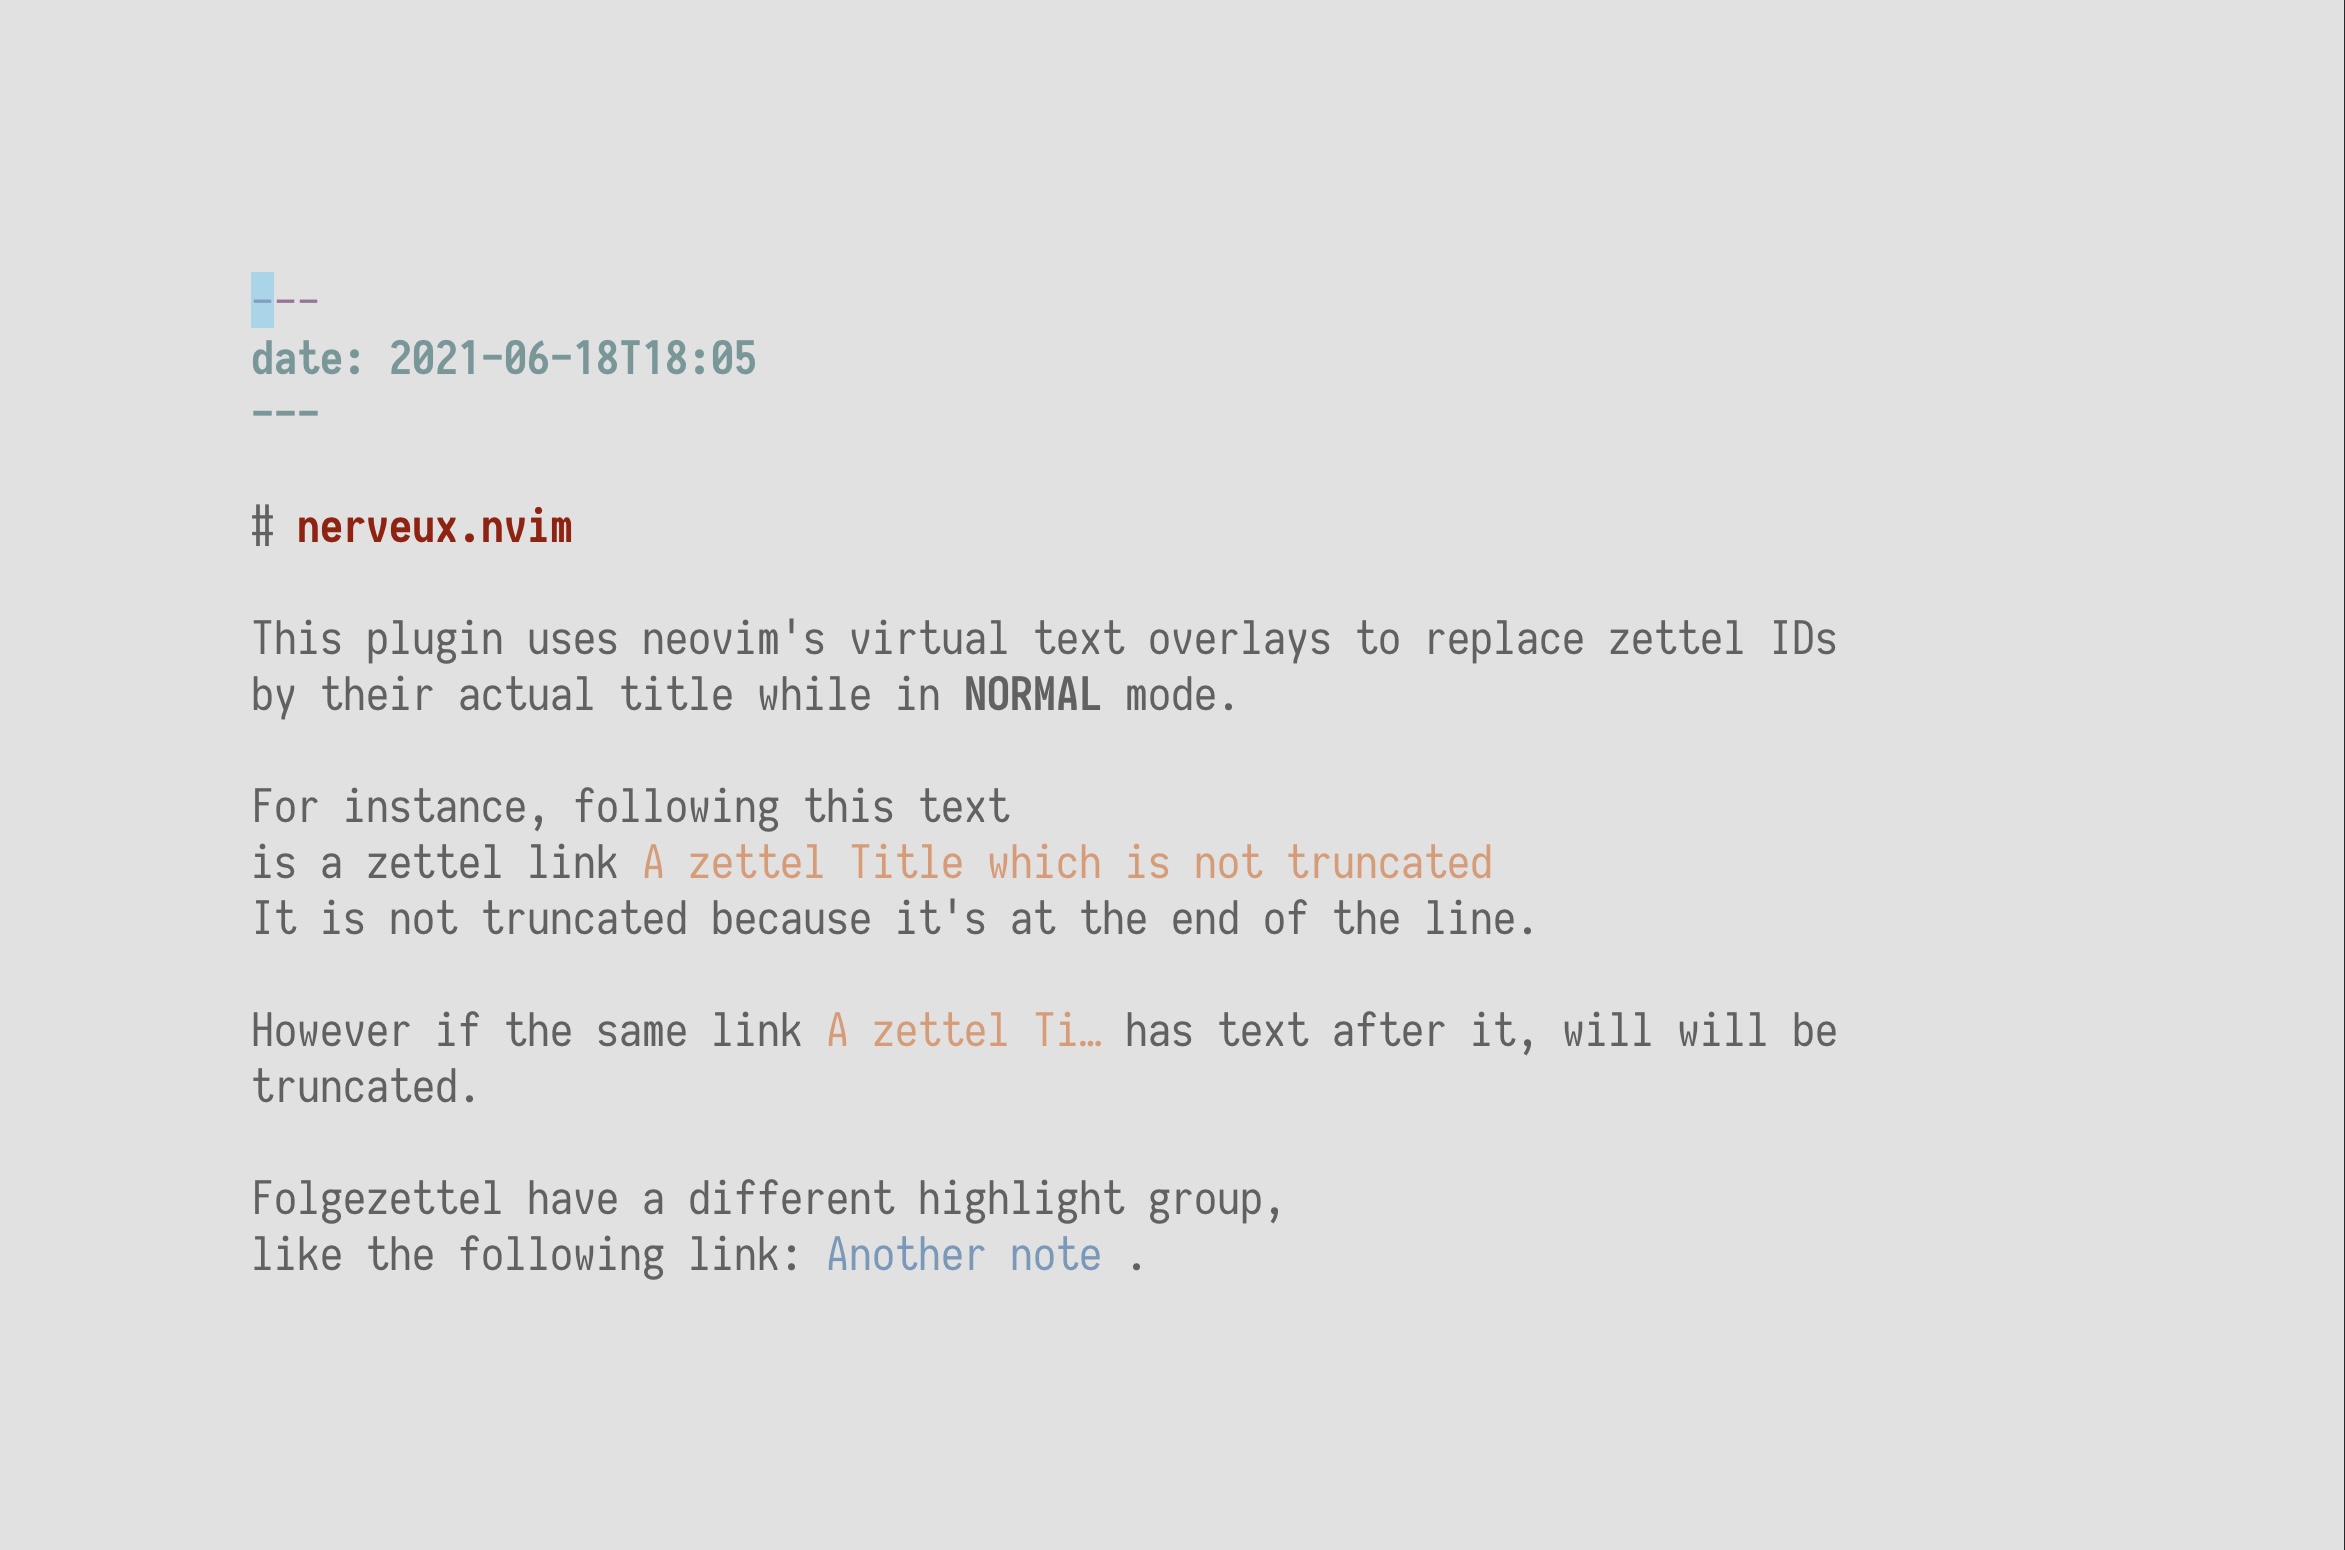 ---
date: 2021-06-18T18:05
---
# nerveux.nvim
This plugin uses neovim's virtual text overlays to replace zettel IDs
by their actual title while in NORMAL mode.
For instance, following this text
is a zettel link A zettel Title which is not truncated
It is not truncated because it's at the end of the line.
However if the same link A zettel Ti… has text after it, will will be
truncated.
Folgezettel have a different highlight group,
like the following link: Another note .